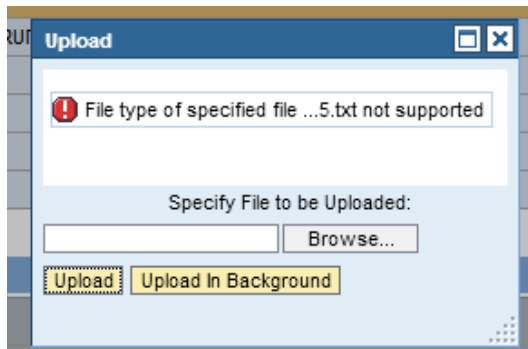 RUI
Upload
File type of specified file ...5.txt not supported
Specify File to be Uploaded:
Browse...
Upload Upload In Background